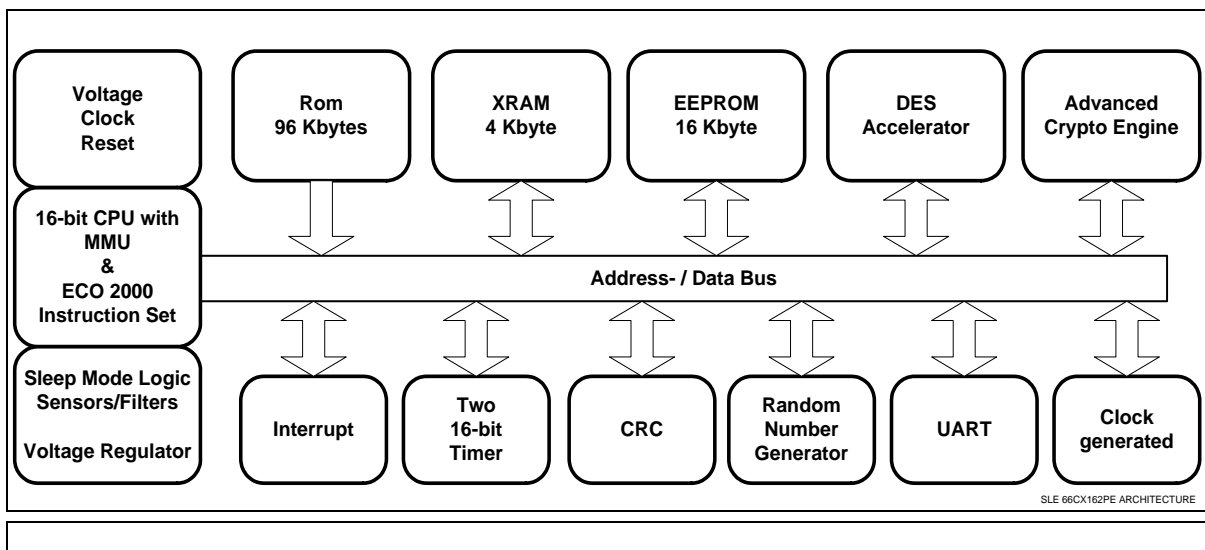 Voltage
Clock
Reset
Rom
96 Kbytes
XRAM
4 Kbyte
EEPROM
16 Kbyte
DES
Accelerator
Advanced
Crypto Engine
16-bit CPU with
MMU
&
ECO 2000
Instruction Set
Address- / Data Bus
Sleep Mode Logic
Sensors/Filters
Voltage Regulator
Interrupt
Two
16-bit
Timer
CRC
Random
Number
Generator
UART
Clock
generated
SLE 66CX162PE ARCHITECTURE